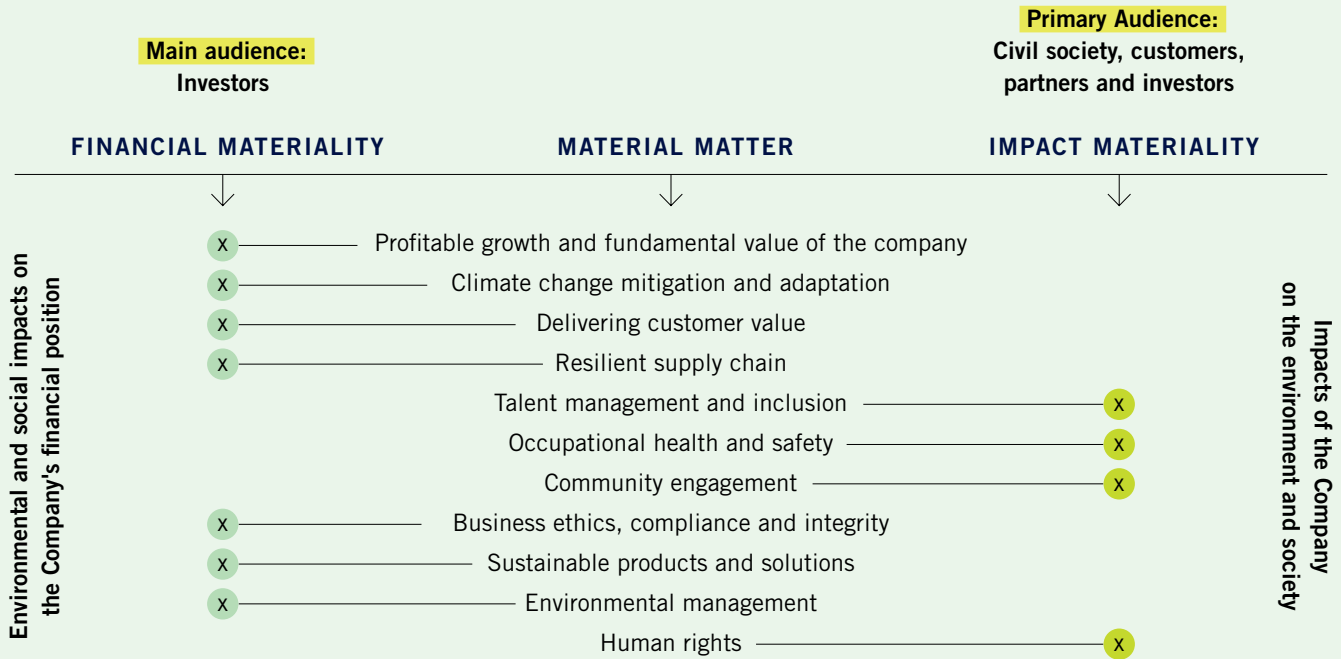 Main audience:
Investors
Primary Audience:
Civil society, customers,
partners and investors
FINANCIAL MATERIALITY
MATERIAL MATTER
IMPACT MATERIALITY
Environmental and social impacts on
the Company's financial position
X Profitable growth and fundamental value of the company
X Climate change mitigation and adaptation
X Delivering customer value
X Resilient supply chain
Talent management and inclusion X
Occupational health and safety X
Community engagement X
X Business ethics, compliance and integrity
X Sustainable products and solutions
X Environmental management
Human rights X
Impacts of the Company
on the environment and society